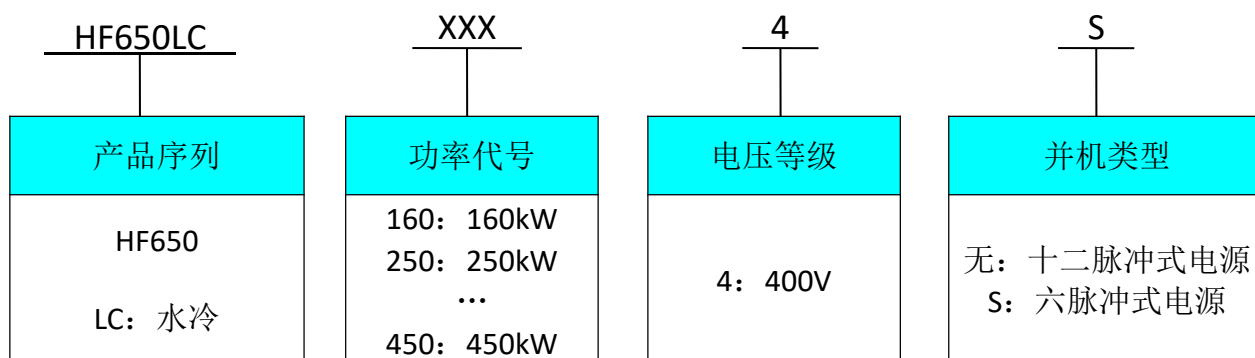 HF650LC XXX 4 S
产品序列 功率代号 电压等级 并机类型
HF650
LC：水冷
160：160kW
250：250kW
...
450：450kW
4：400V
无：十二脉冲式电源
S：六脉冲式电源